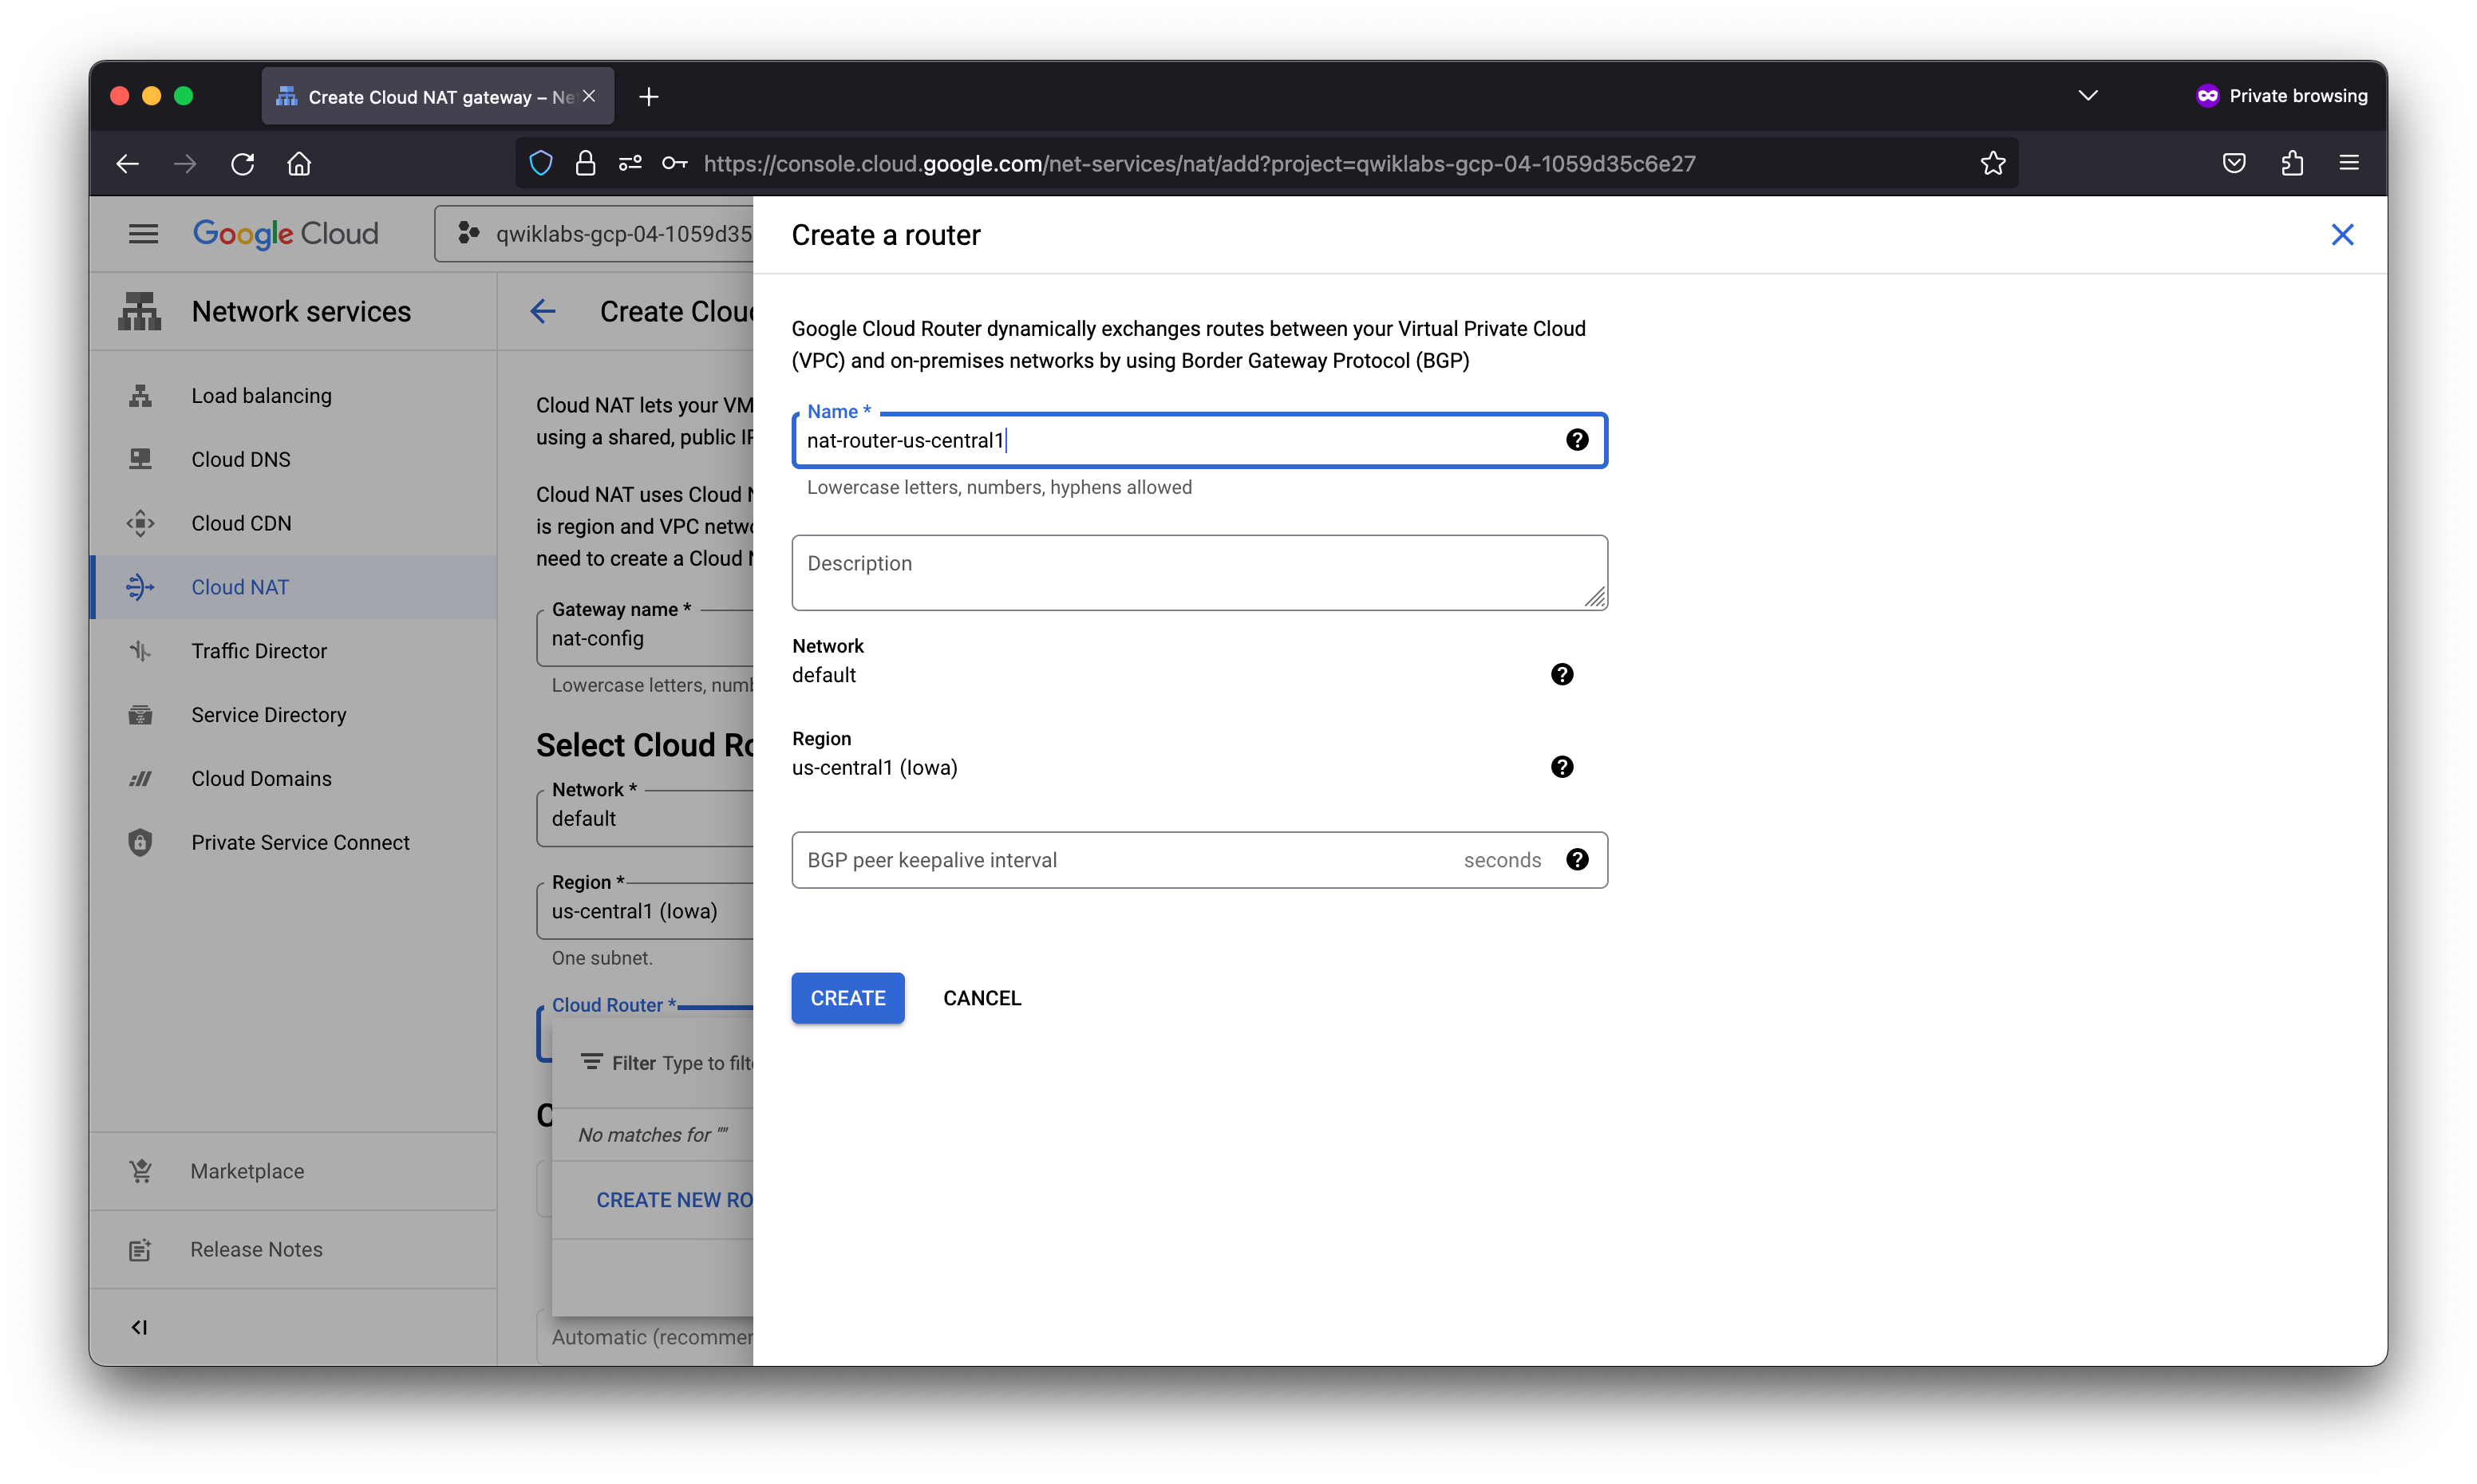 Create Cloud NAT gateway – Ne
Private browsing
https://console.cloud.google.com/net-services/nat/add?project=qwiklabs-gcp-04-1059d35c6e27
Google Cloud
qwiklabs-gcp-04-1059d35
Network services
Load balancing
Cloud DNS
Cloud CDN
Cloud NAT
Traffic Director
Service Directory
Cloud Domains
Private Service Connect
Marketplace
Release Notes
Create Clou
Cloud NAT lets your VM
using a shared, public IP
Cloud NAT uses Cloud N
is region and VPC netwo
need to create a Cloud N
Gateway name *
nat-config
Lowercase letters, numb
Select Cloud Ro
Network *
default
Region *
us-central1 (Iowa)
One subnet.
Cloud Router *
Filter Type to filte
C
No matches for ""
CREATE NEW RO
Automatic (recommen
Create a router
Google Cloud Router dynamically exchanges routes between your Virtual Private Cloud
(VPC) and on-premises networks by using Border Gateway Protocol (BGP)
Name *
nat-router-us-central1
Lowercase letters, numbers, hyphens allowed
Description
Network
default
Region
us-central1 (Iowa)
BGP peer keepalive interval seconds
CREATE CANCEL